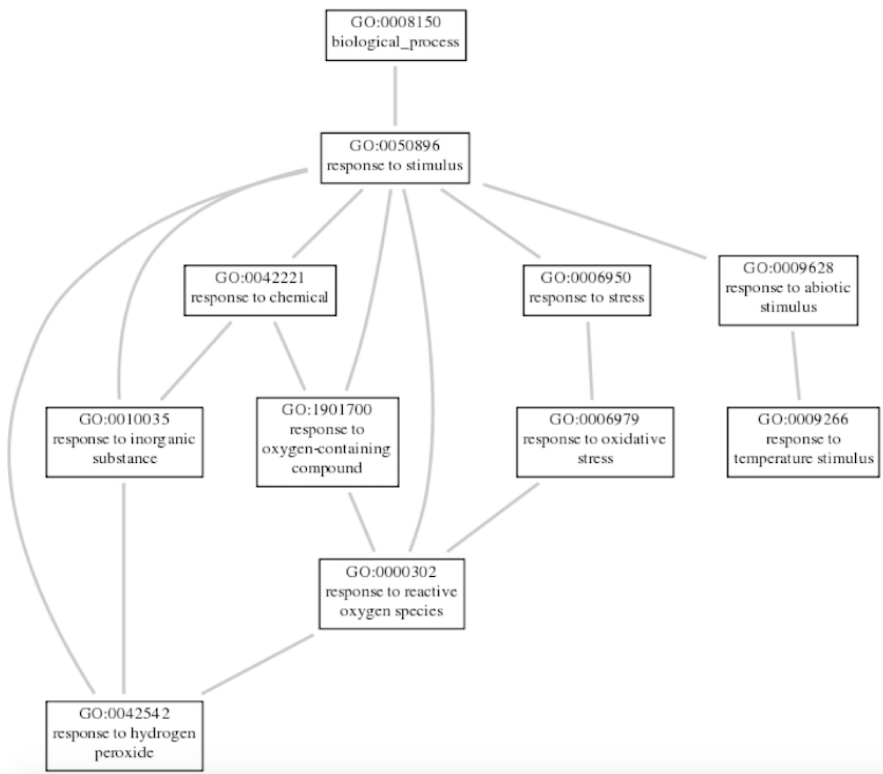 GO:0008150
biological_process
GO:0050896
response to stimulus
GO:0042221
response to chemical
GO:0006950
response to stress
GO:0009628
response to abiotic
stimulus
GO:0010035
response to inorganic
substance
GO:1901700
response to
oxygen-containing
compound
GO:0006979
response to oxidative
stress
GO:0009266
response to
temperature stimulus
GO:0000302
response to reactive
oxygen species
GO:0042542
response to hydrogen
peroxide